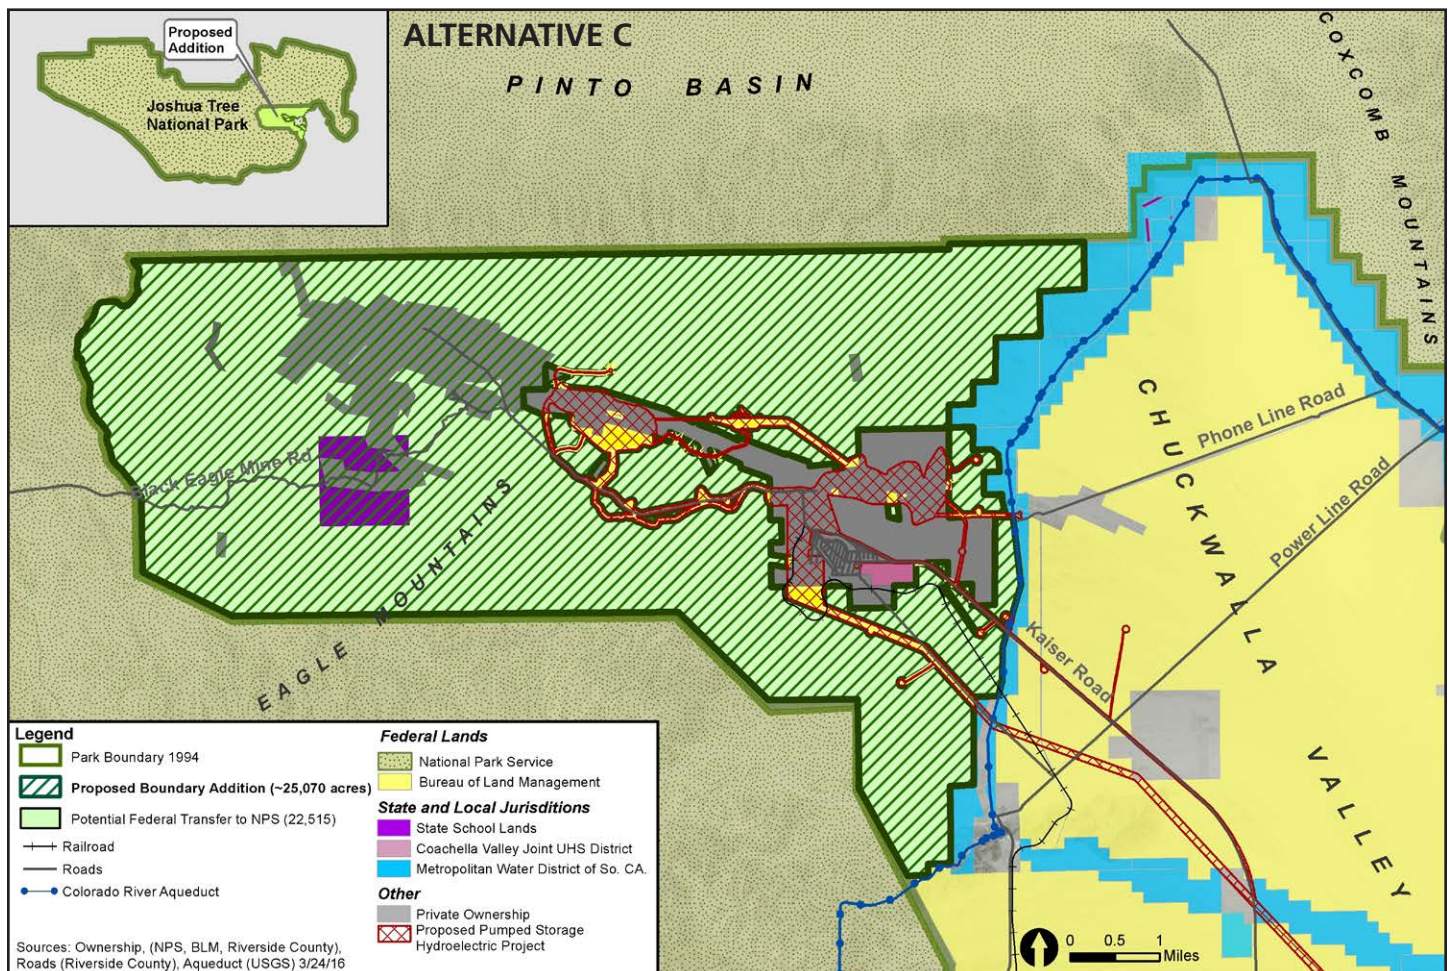 ALTERNATIVE C
Proposed
Addition
Joshua Tree
National Park
PINTO BASIN
COXCOMB MOUNTAINS
CHUCKWALLA VALLEY
Phone Line Road
Power Line Road
Black Eagle Mine Rd
EAGLE MOUNTAINS
Kaiser Road
Legend
Park Boundary 1994
Proposed Boundary Addition (~25,070 acres)
Potential Federal Transfer to NPS (22,515)
Railroad
Roads
Colorado River Aqueduct
Sources: Ownership, (NPS, BLM, Riverside County),
Roads (Riverside County), Aqueduct (USGS) 3/24/16
Federal Lands
National Park Service
Bureau of Land Management
State and Local Jurisditions
State School Lands
Coachella Valley Joint UHS District
Metropolitan Water District of So. CA.
Other
Private Ownership
Proposed Pumped Storage
Hydroelectric Project
0 0.5 1
Miles